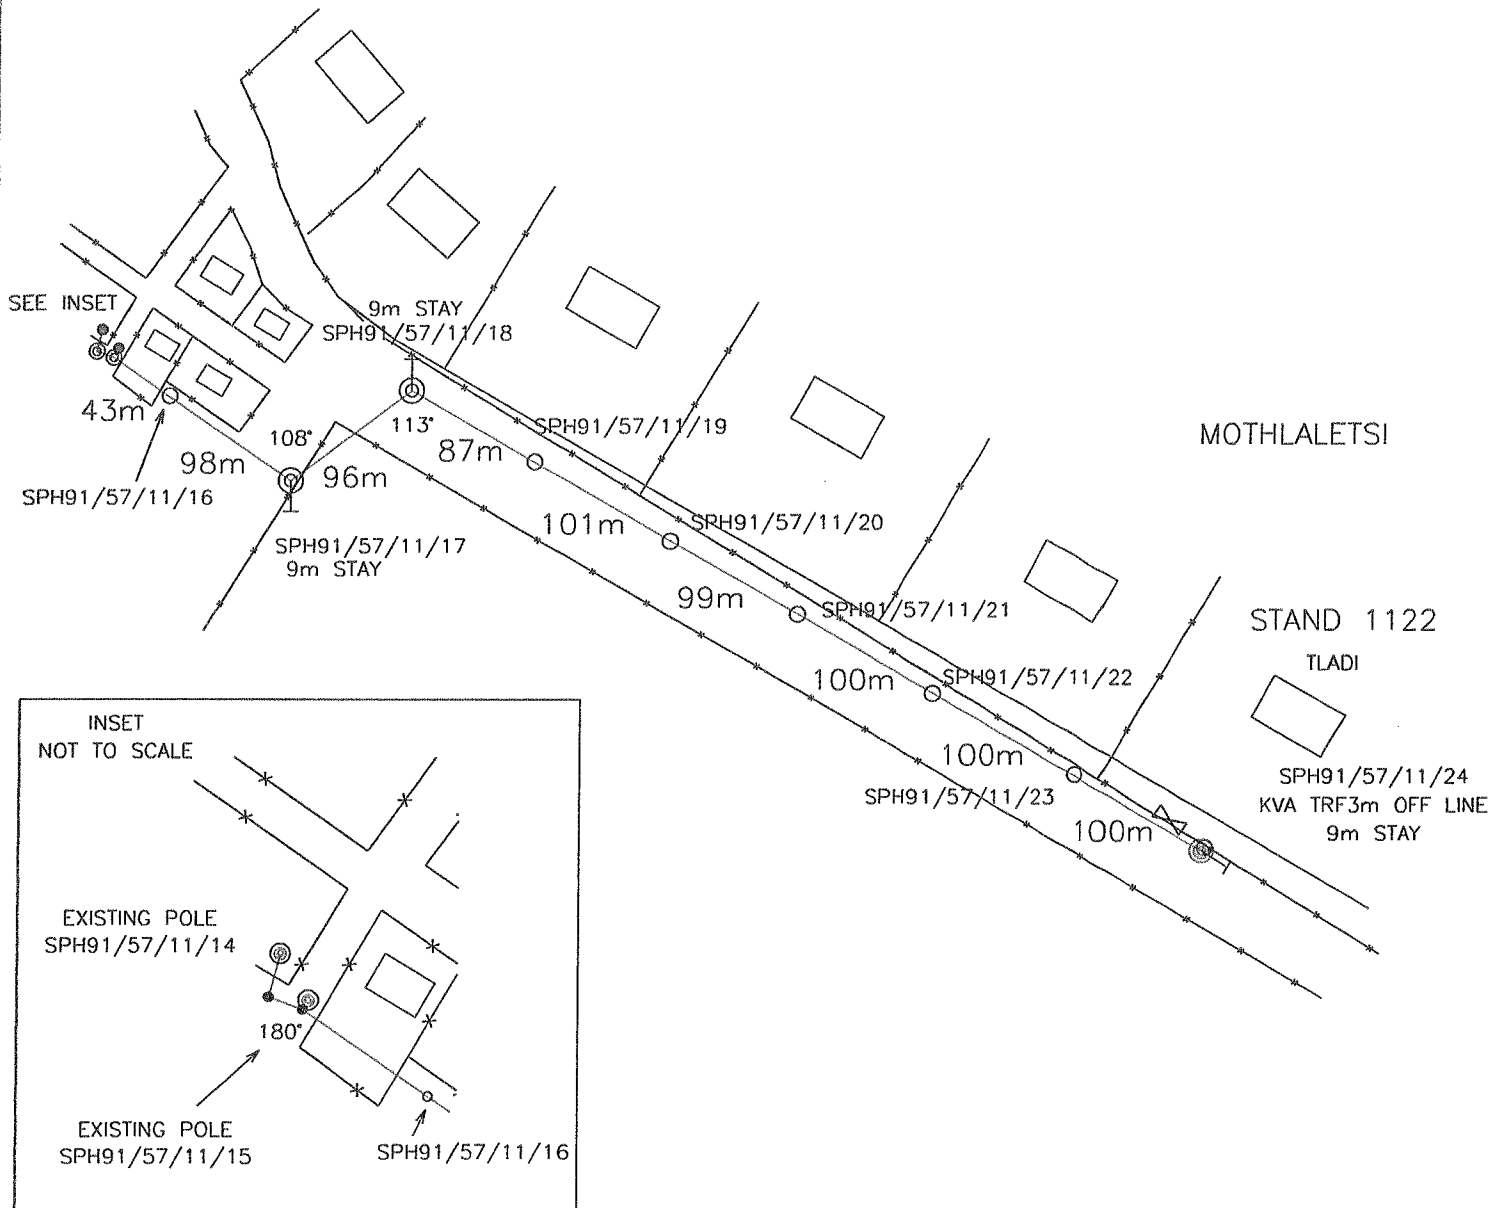 SEE INSET
9m STAY
SPH91/57/11/18
43m
108°
113°
SPH91/57/11/19
87m
98m
96m
SPH91/57/11/16
MOTHLALETSI
101m
SPH91/57/11/20
SPH91/57/11/17
9m STAY
99m
SPH91/57/11/21
STAND 1122
TLADI
100m
SPH91/57/11/22
100m
SPH91/57/11/23
SPH91/57/11/24
KVA TRF3m OFF LINE
9m STAY
100m
INSET
NOT TO SCALE
EXISTING POLE
SPH91/57/11/14
180°
EXISTING POLE
SPH91/57/11/15
SPH91/57/11/16